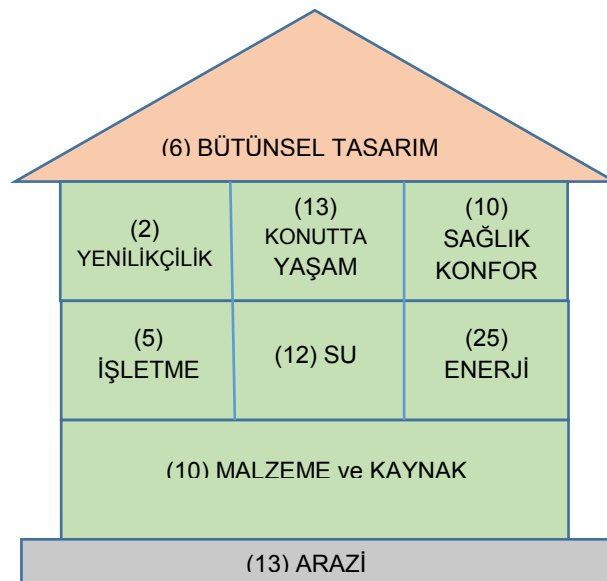 (6) BÜTÜNSEL TASARIM
(2)
YENİLİKÇİLİK
(13)
KONUTTA
YAŞAM
(10)
SAĞLIK
KONFOR
(5)
İŞLETME
(12) SU
(25)
ENERJİ
(10) MALZEME ve KAYNAK
(13) ARAZİ